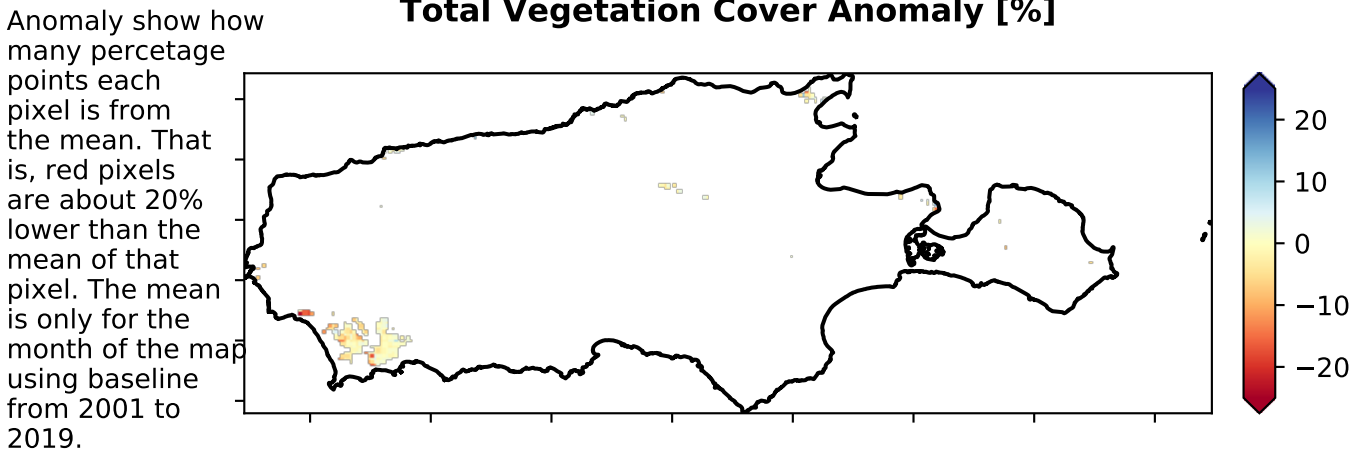 Total Vegetation Cover Anomaly [%]
Anomaly show how
many percetage
points each
pixel is from
the mean. That
is, red pixels
are about 20%
lower than the
mean of that
pixel. The mean
is only for the
month of the map
using baseline
from 2001 to
2019.
20
10
0
−10
−20